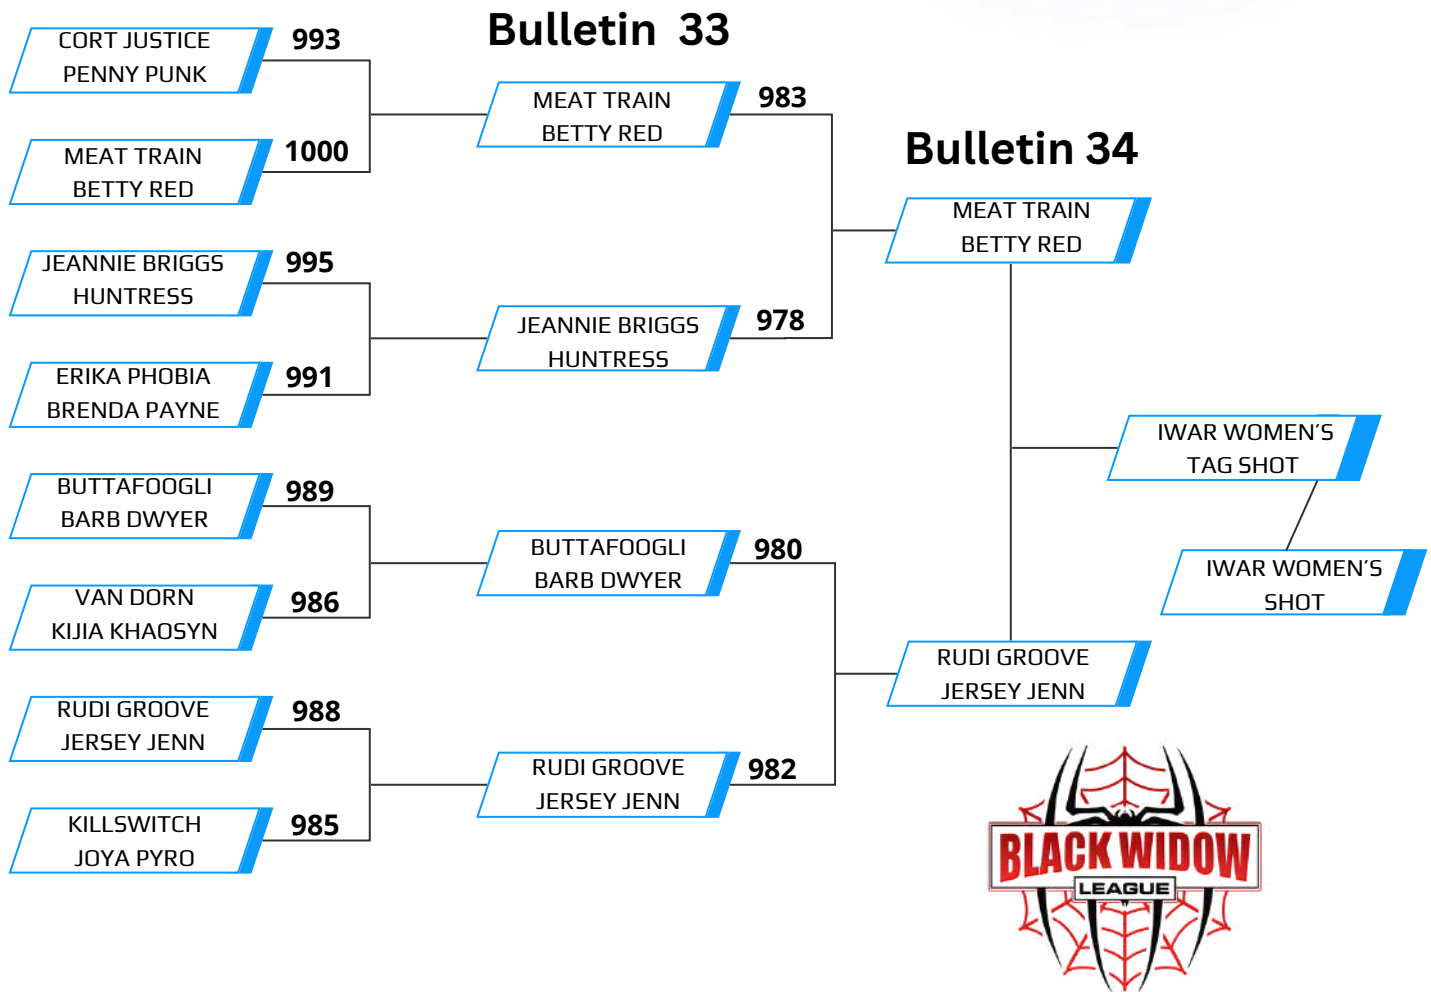 Bulletin 33
CORT JUSTICE
PENNY PUNK
993
MEAT TRAIN
BETTY RED
1000
JEANNIE BRIGGS
HUNTRESS
995
ERIKA PHOBIA
BRENDA PAYNE
991
BUTTAFOOGLI
BARB DWYER
989
VAN DORN
KIJIA KHAOSYN
986
RUDI GROOVE
JERSEY JENN
988
KILLSWITCH
JOYA PYRO
985
MEAT TRAIN
BETTY RED
983
JEANNIE BRIGGS
HUNTRESS
978
BUTTAFOOGLI
BARB DWYER
980
RUDI GROOVE
JERSEY JENN
982
Bulletin 34
MEAT TRAIN
BETTY RED
RUDI GROOVE
JERSEY JENN
IWAR WOMEN'S
TAG SHOT
IWAR WOMEN'S
SHOT
BLACK WIDOW
LEAGUE